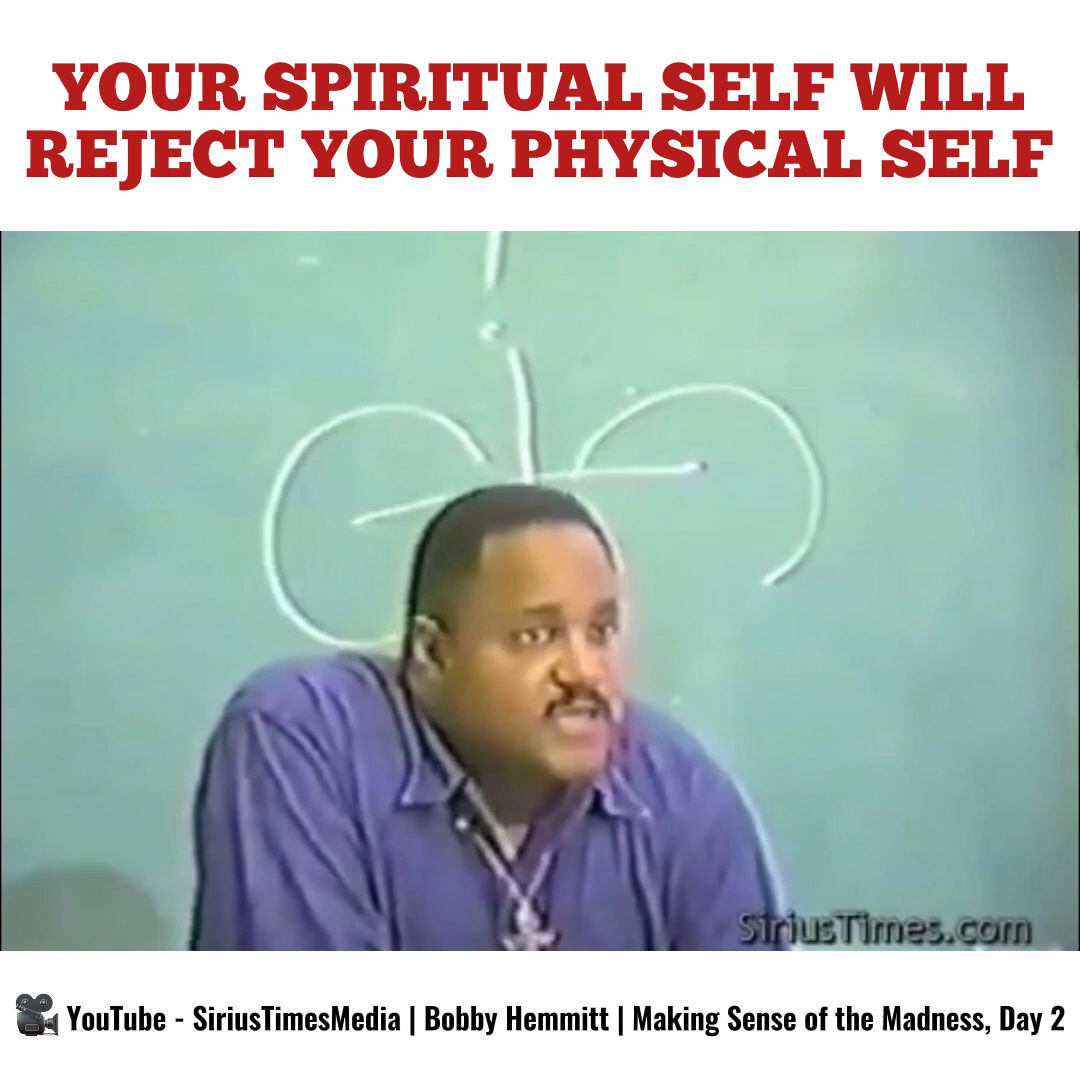 YOUR SPIRITUAL SELF WILL
REJECT YOUR PHYSICAL SELF
SiriusTimes.com
YouTube - SiriusTimesMedia | Bobby Hemmitt | Making Sense of the Madness, Day 2